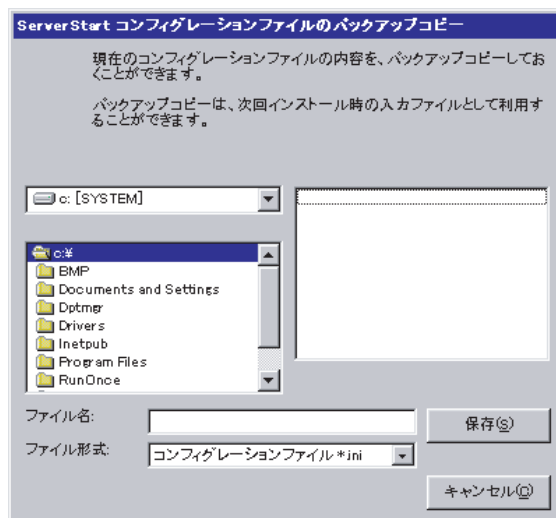 ServerStart コンフィグレーションファイルのバックアップコピー
現在のコンフィグレーションファイルの内容を、バックアップコピーしてお
くことができます。
バックアップコピーは、次回インストール時の入力ファイルとして利用す
ることができます。
c: [SYSTEM]
c:¥
BMP
Documents and Settings
Dptmgr
Drivers
Inetpub
Program Files
RunOnce
ファイル名:
保存(S)
ファイル形式:
コンフィグレーションファイル *.ini
キャンセル(C)